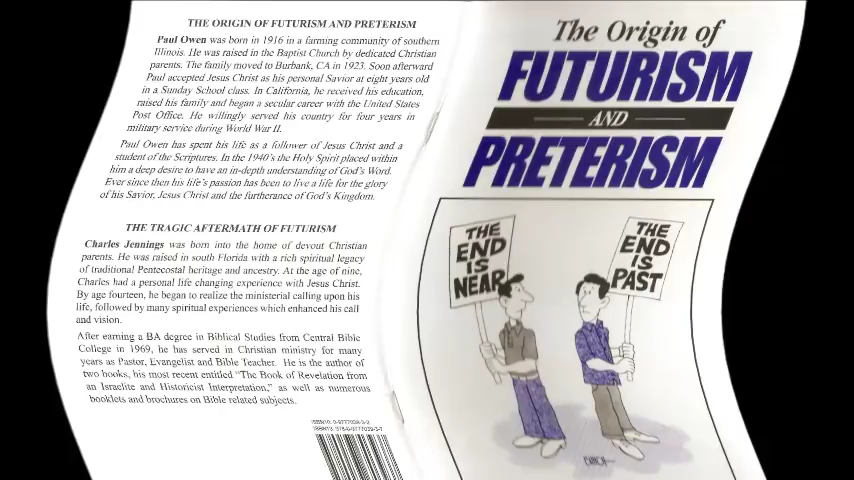 THE ORIGIN OF FUTURISM AND PRETERISM
Paul Owen was born in 1916 in a farming community of southern
Illinois. He was raised in the Baptist Church by dedicated Christian
parents. The family moved to Burbank, CA in 1923. Soon afterward
Paul accepted Jesus Christ as his personal Savior at eight years old
in a Sunday School class. In California, he received his education,
raised his family and began a secular career with the United States
Post Office. He willingly served his country for four years in
military service during World War II.
Paul Owen has spent his life as a follower of Jesus Christ and a
student of the Scriptures. In the 1940's the Holy Spirit placed within
him a deep desire to have an in-depth understanding of God's Word.
Ever since then his life's passion has been to live a life for the glory
of his Savior, Jesus Christ and the furtherance of God's Kingdom.
THE TRAGIC AFTERMATH OF FUTURISM
Charles Jennings was born into the home of devout Christian
parents. He was raised in south Florida with a rich spiritual legacy
of traditional Pentecostal heritage and ancestry. At the age of nine,
Charles had a personal life changing experience with Jesus Christ.
By age fourteen, he began to realize the ministerial calling upon his
life, followed by many spiritual experiences which enhanced his call
and vision.
After earning a BA degree in Biblical Studies from Central Bible
College in 1969, he has served in Christian ministry for many
years as Pastor, Evangelist and Bible Teacher. He is the author of
two books, his most recent entitled "The Book of Revelation from
an Israelite and Historicist Interpretation," as well as numerous
booklets and brochures on Bible related subjects.
The Origin of
FUTURISM
AND
PRETERISM
THE
END
IS
NEAR
THE
END
IS
PAST